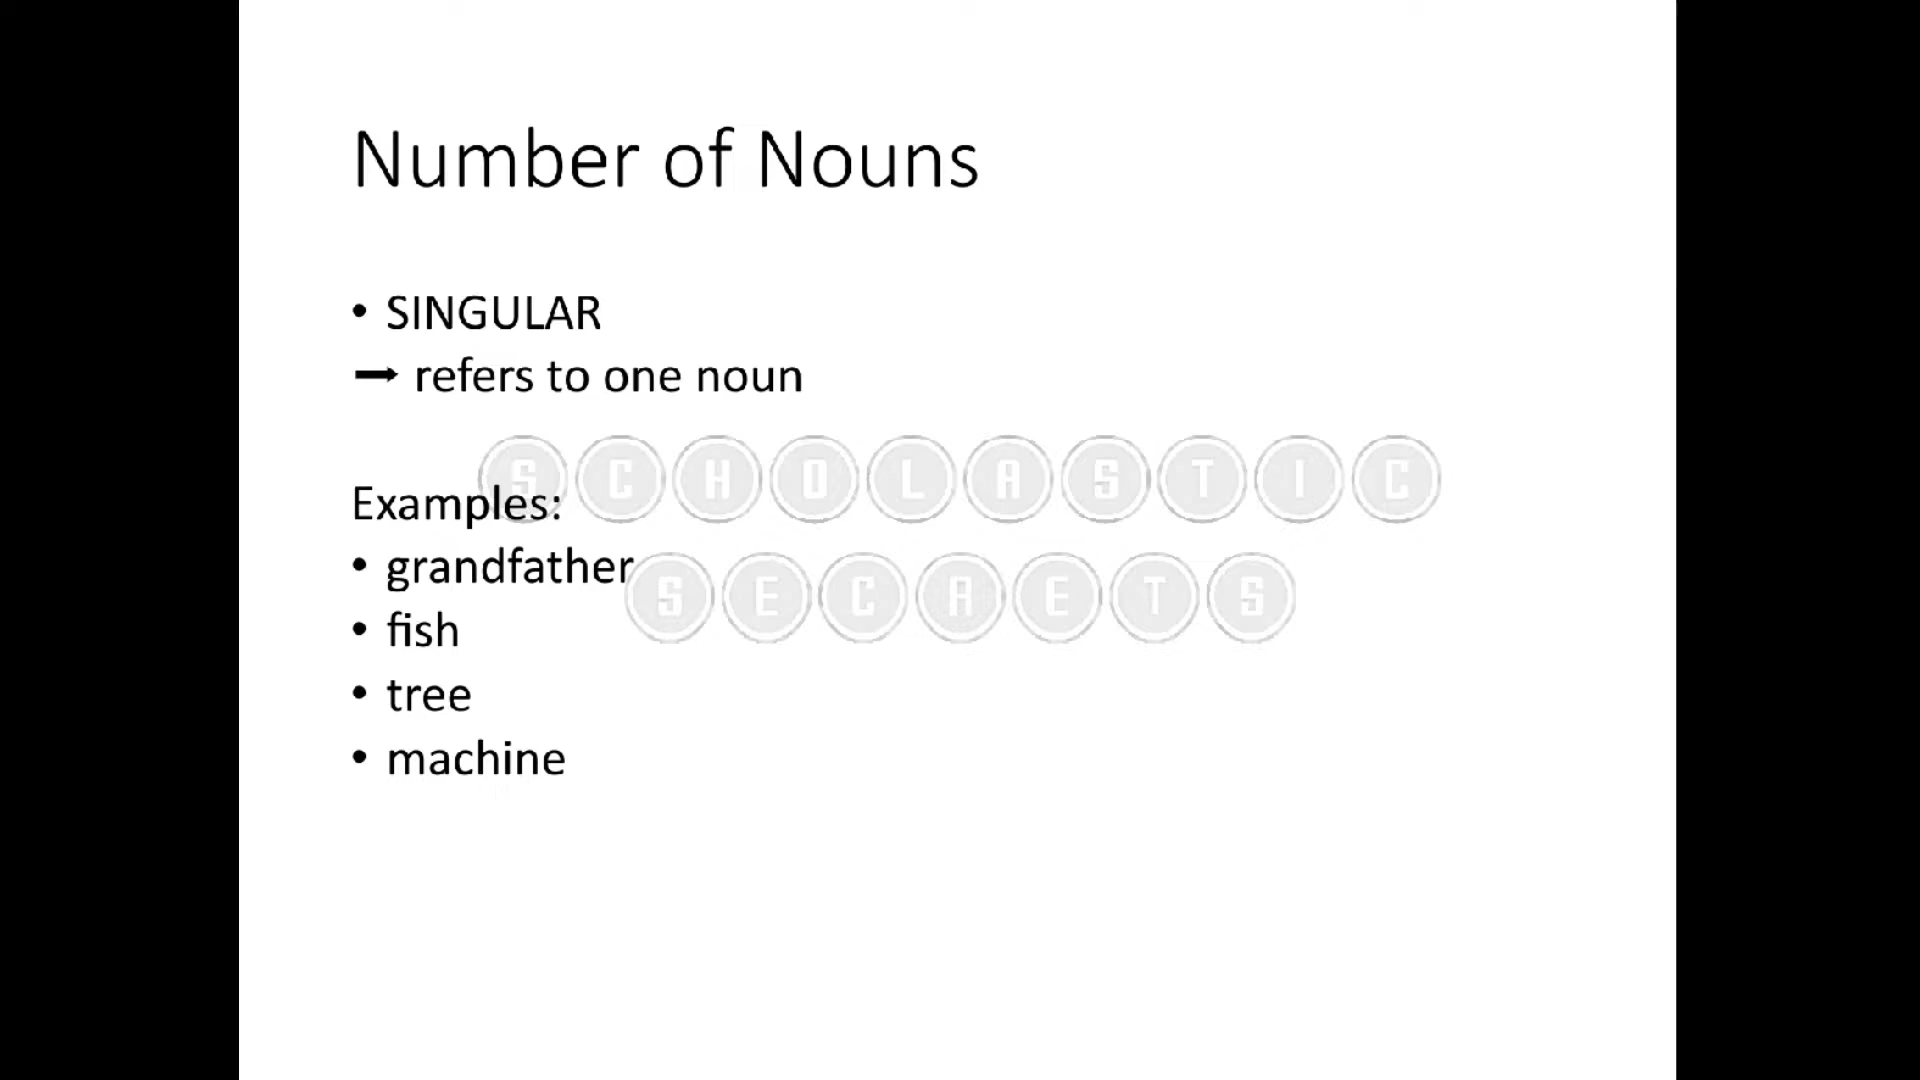 Number of Nouns
• SINGULAR
→ refers to one noun
SCHOLASTIC
Examples:
• grandfather
SECRETS
• fish
• tree
• machine